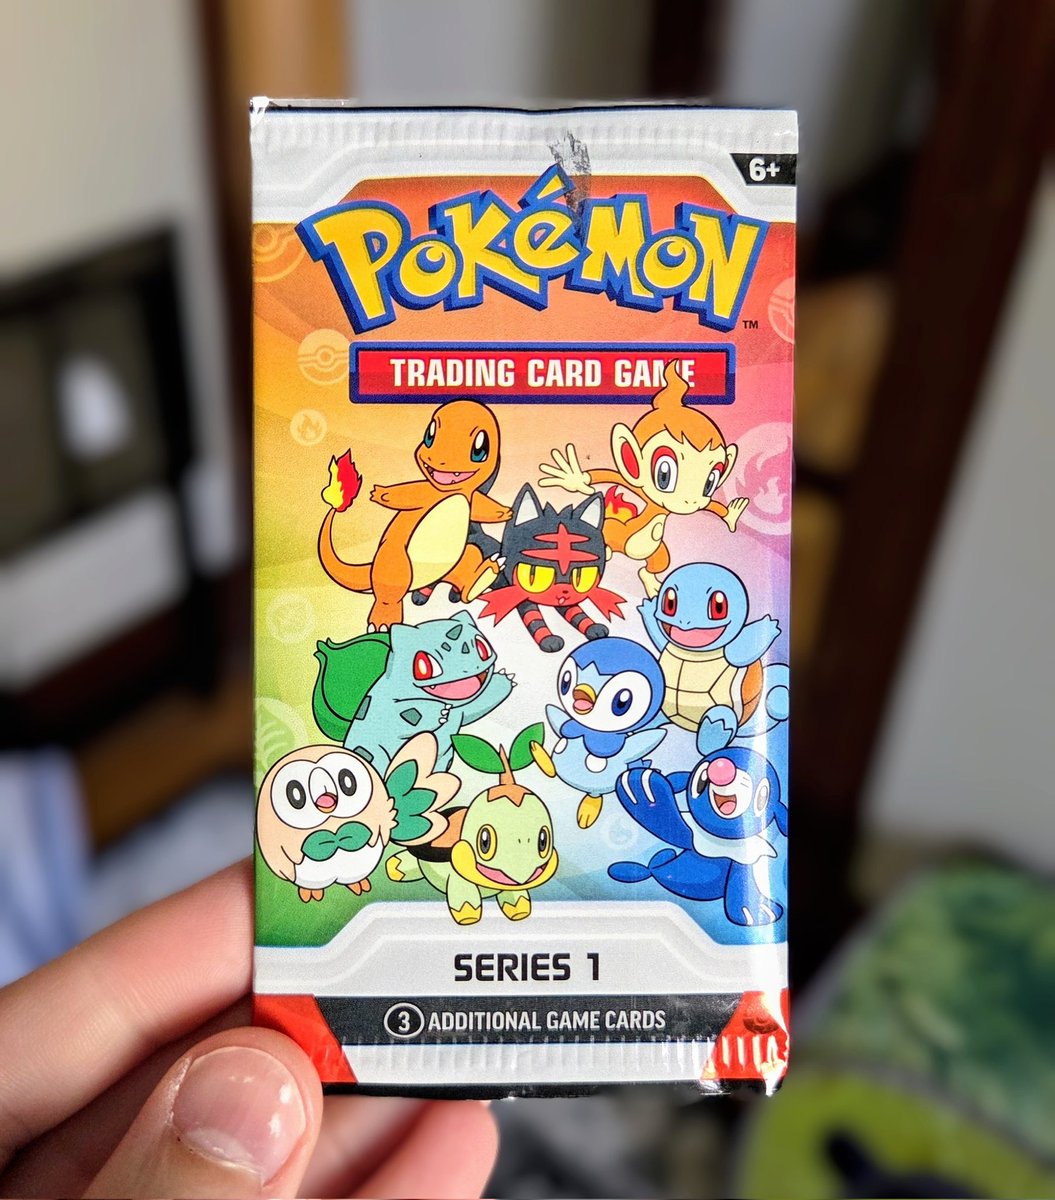 6+
POKéMON
TM
TRADING CARD GAME
SERIES 1
3 ADDITIONAL GAME CARDS